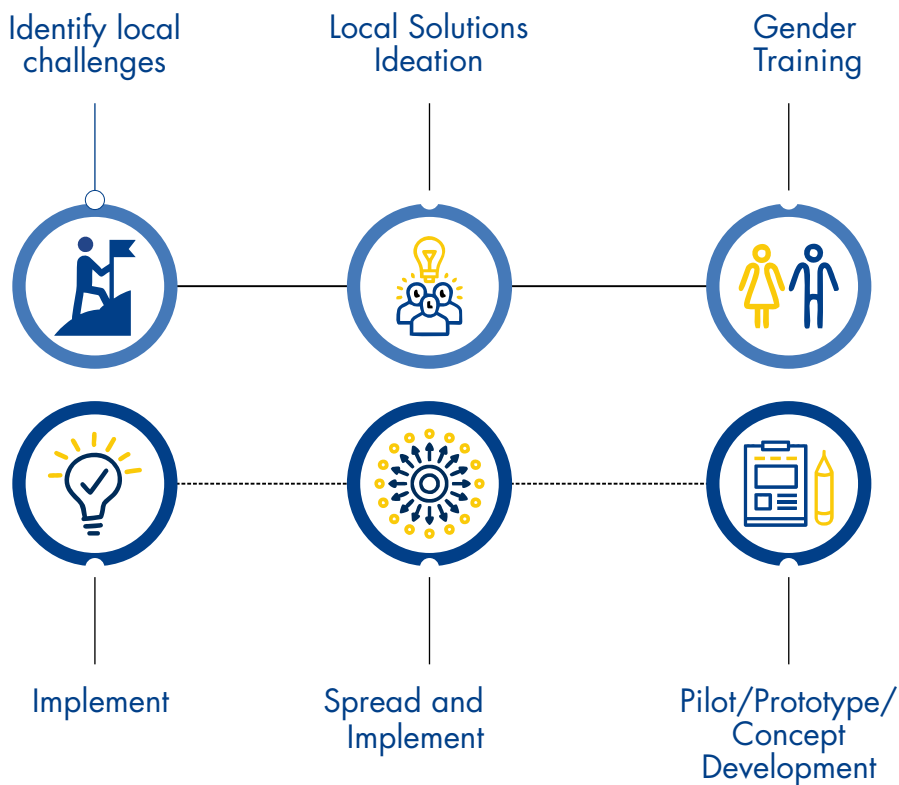 Identify local
challenges
Local Solutions
Ideation
Gender
Training
Implement
Spread and
Implement
Pilot/Prototype/
Concept
Development